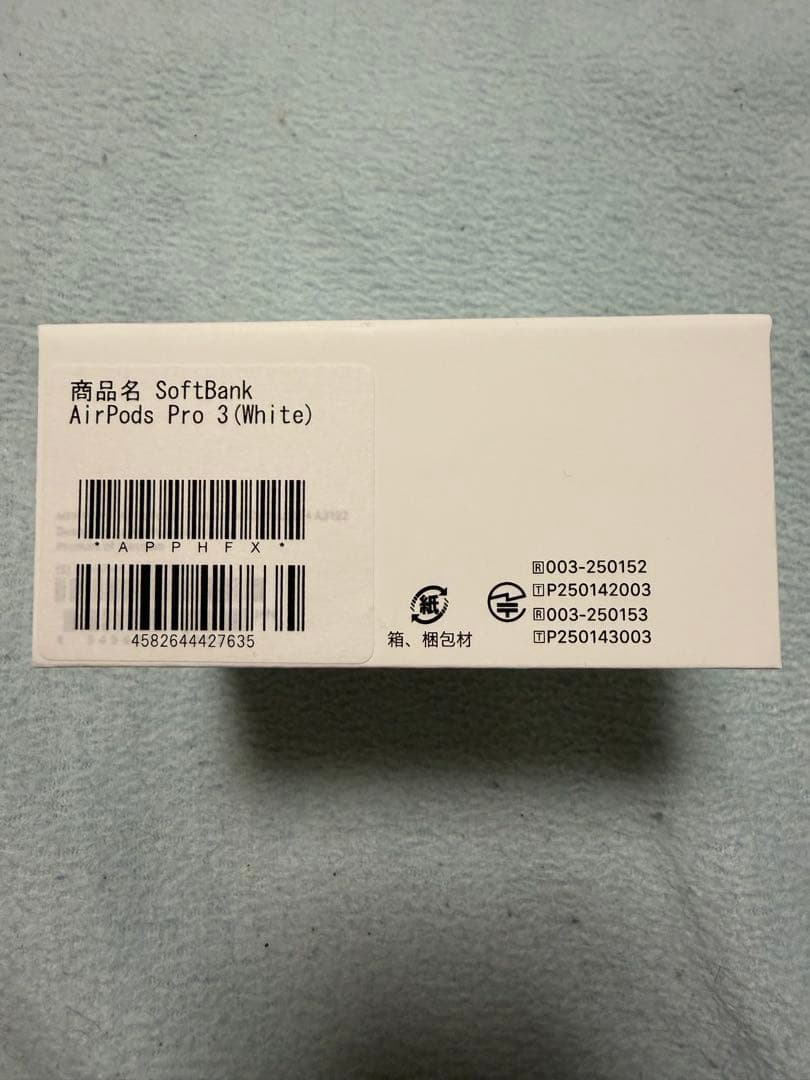 商品名 SoftBank
AirPods Pro 3(White)
*APPHFX*
4582644427635
紙
箱、梱包材
🅁003-250152
🅃P250142003
🅁003-250153
🅃P250143003